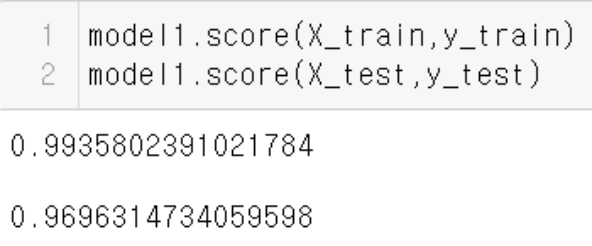 1 model1.score(X_train,y_train)
2 model1.score(X_test,y_test)
0.9935802391021784
0.9696314734059598